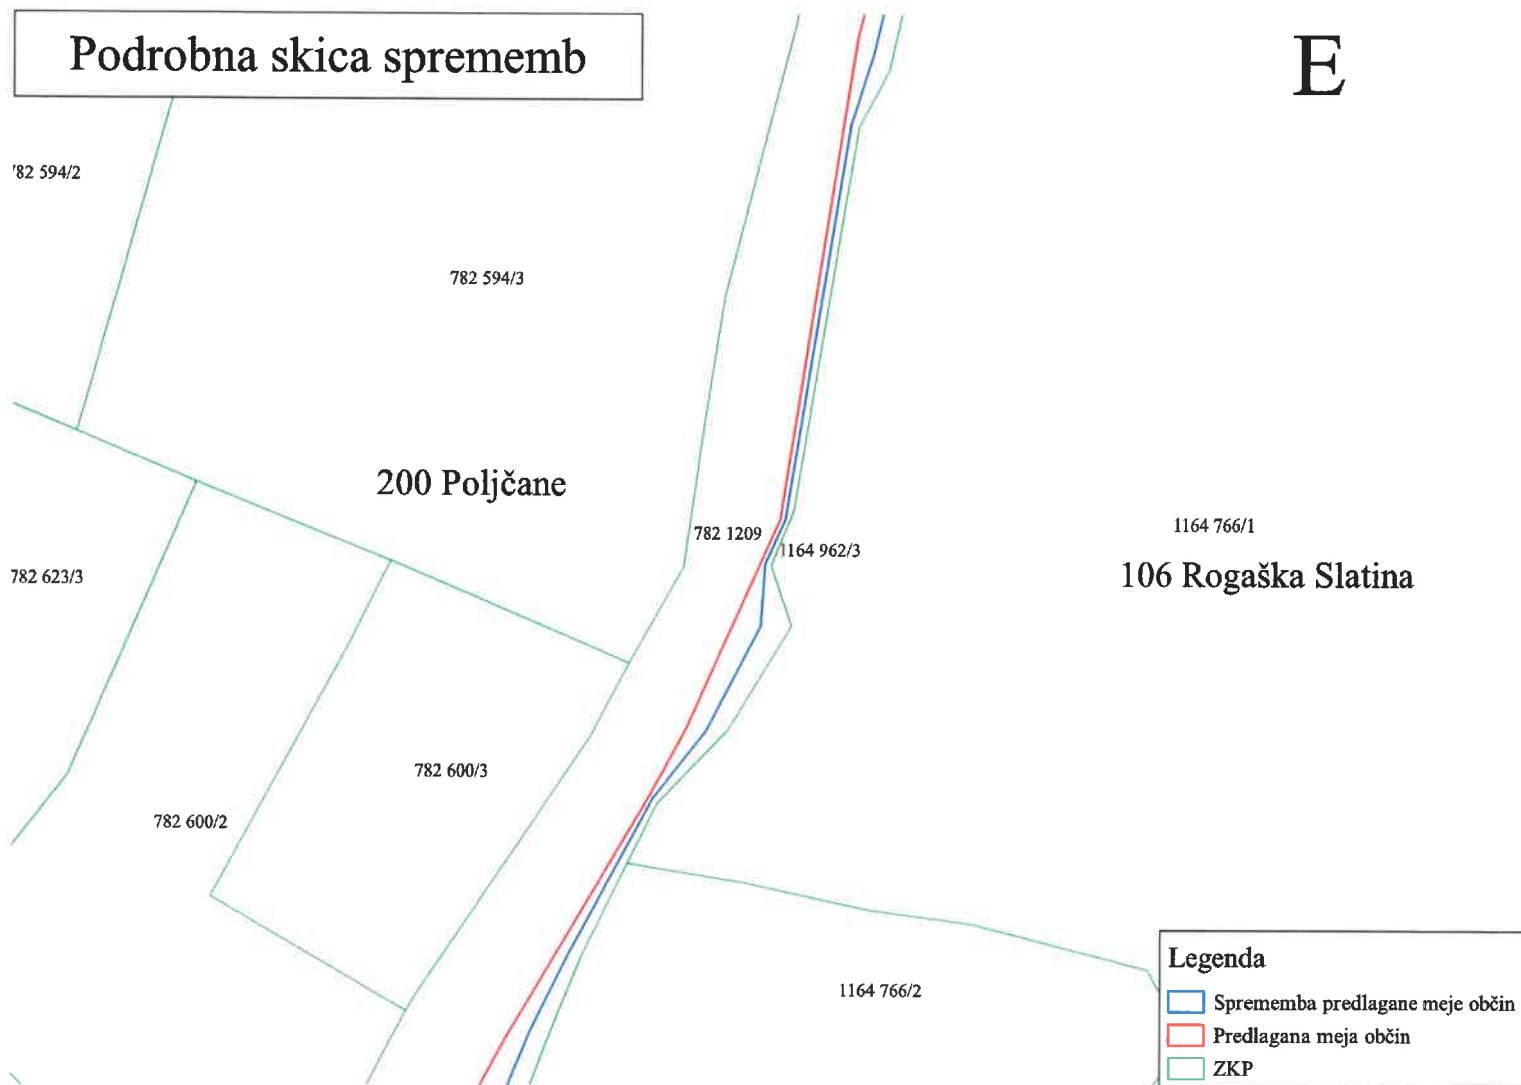 Podrobna skica sprememb
E
782 594/2
782 594/3
200 Poljčane
782 1209
1164 962/3
1164 766/1
106 Rogaška Slatina
782 623/3
782 600/3
782 600/2
1164 766/2
Legenda
Sprememba predlagane meje občin
Predlagana meja občin
ZKP